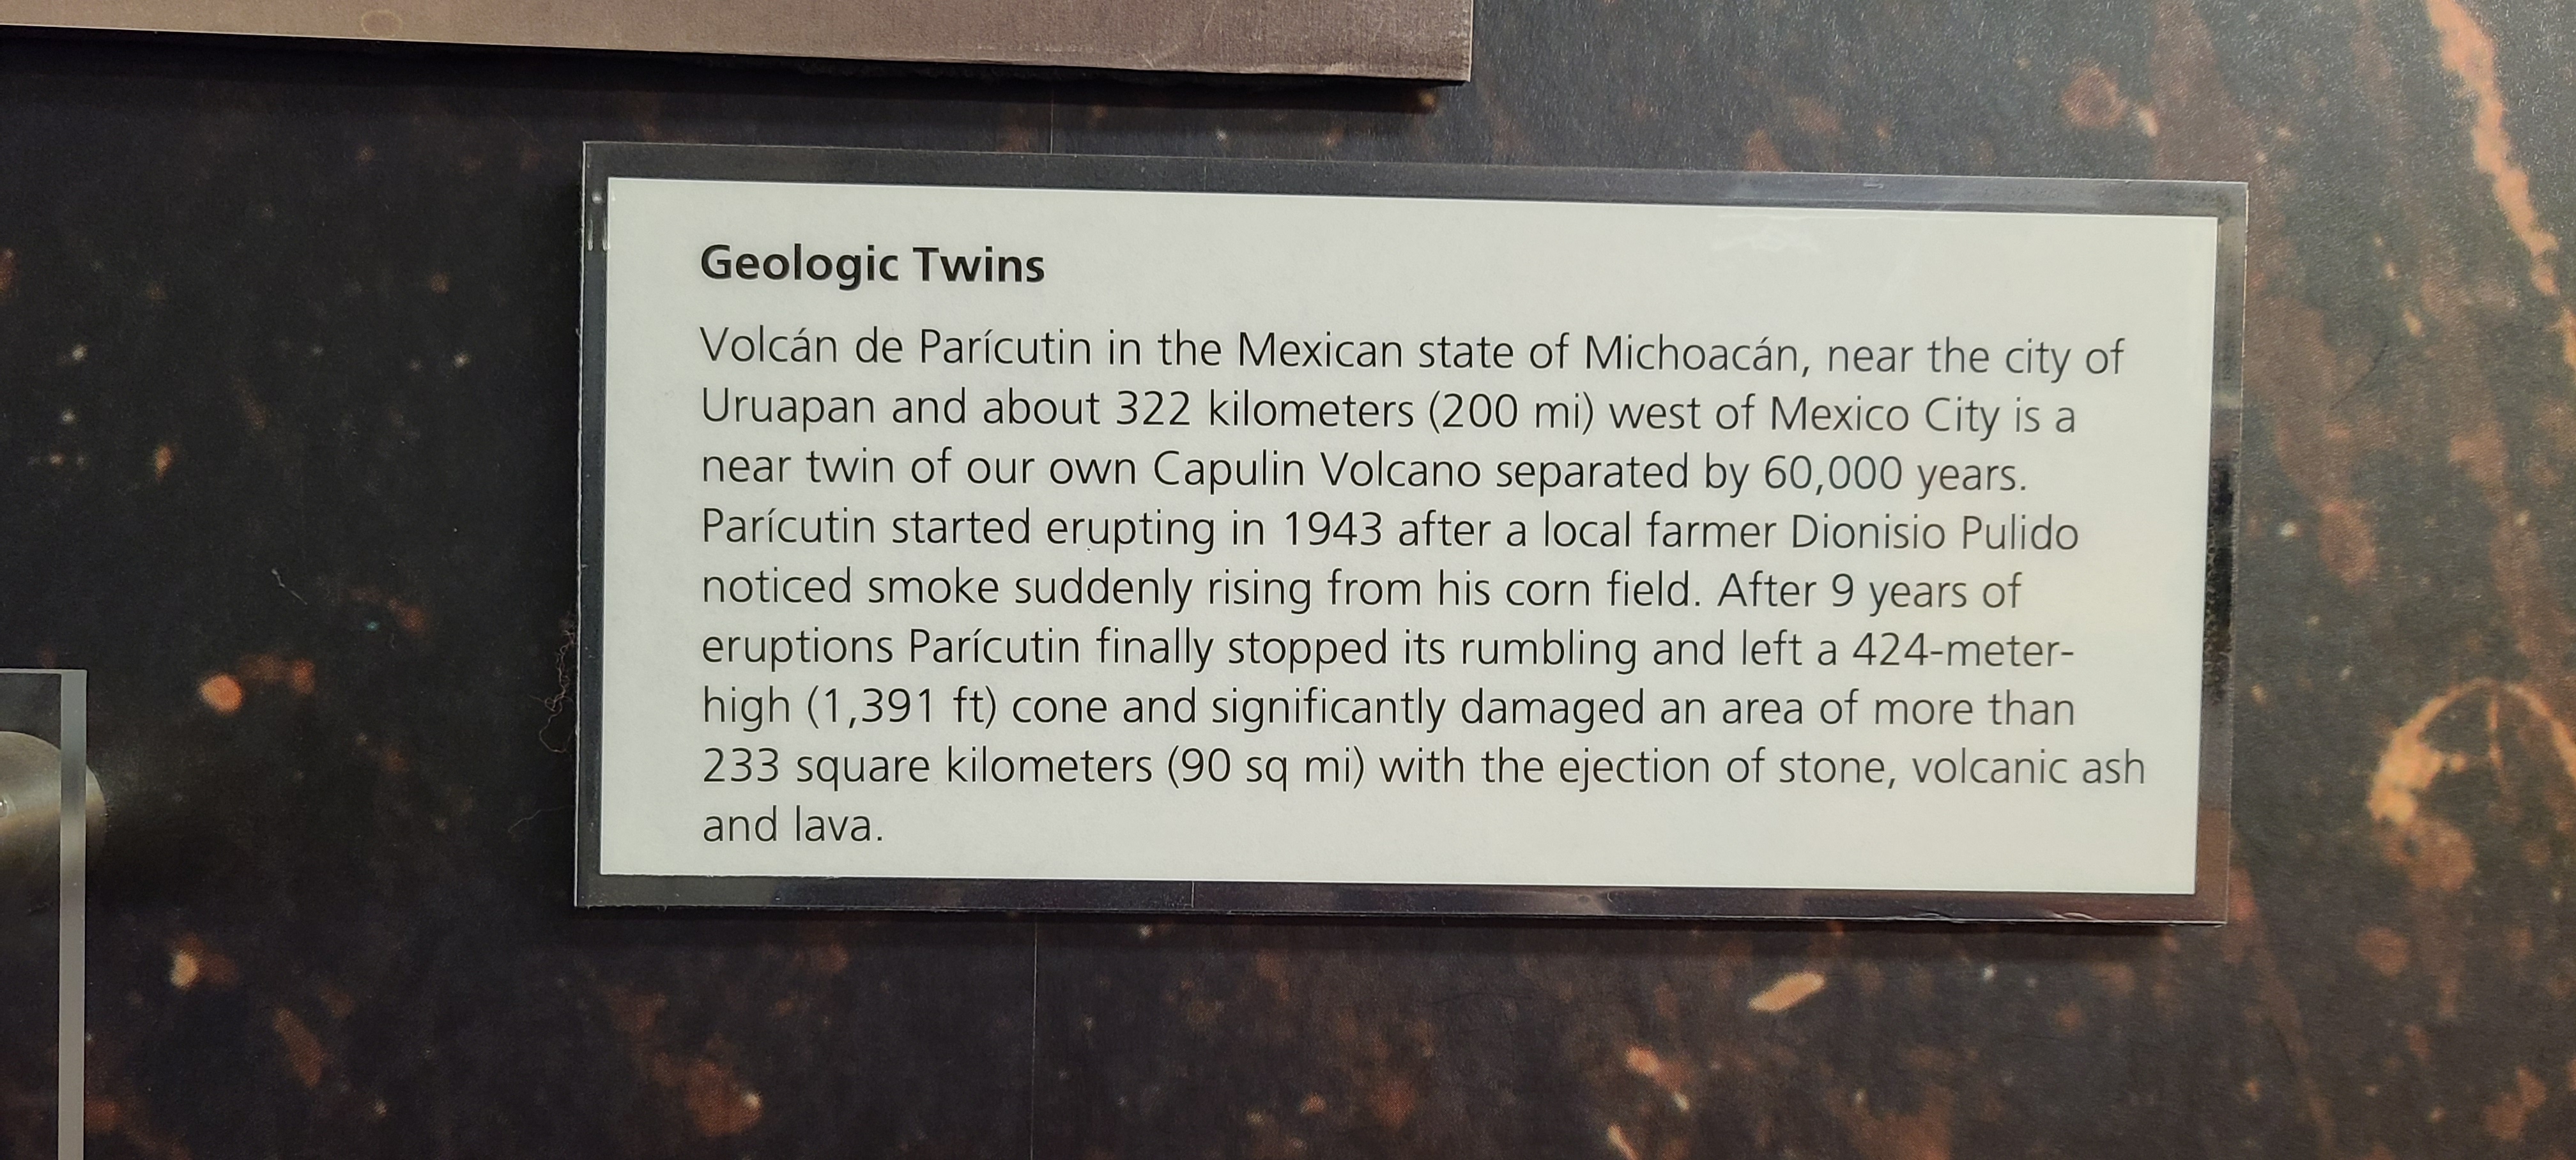 Geologic Twins
Volcán de Parícutin in the Mexican state of Michoacán, near the city of
Uruapan and about 322 kilometers (200 mi) west of Mexico City is a
near twin of our own Capulin Volcano separated by 60,000 years.
Parícutin started erupting in 1943 after a local farmer Dionisio Pulido
noticed smoke suddenly rising from his corn field. After 9 years of
eruptions Parícutin finally stopped its rumbling and left a 424-meter-
high (1,391 ft) cone and significantly damaged an area of more than
233 square kilometers (90 sq mi) with the ejection of stone, volcanic ash
and lava.